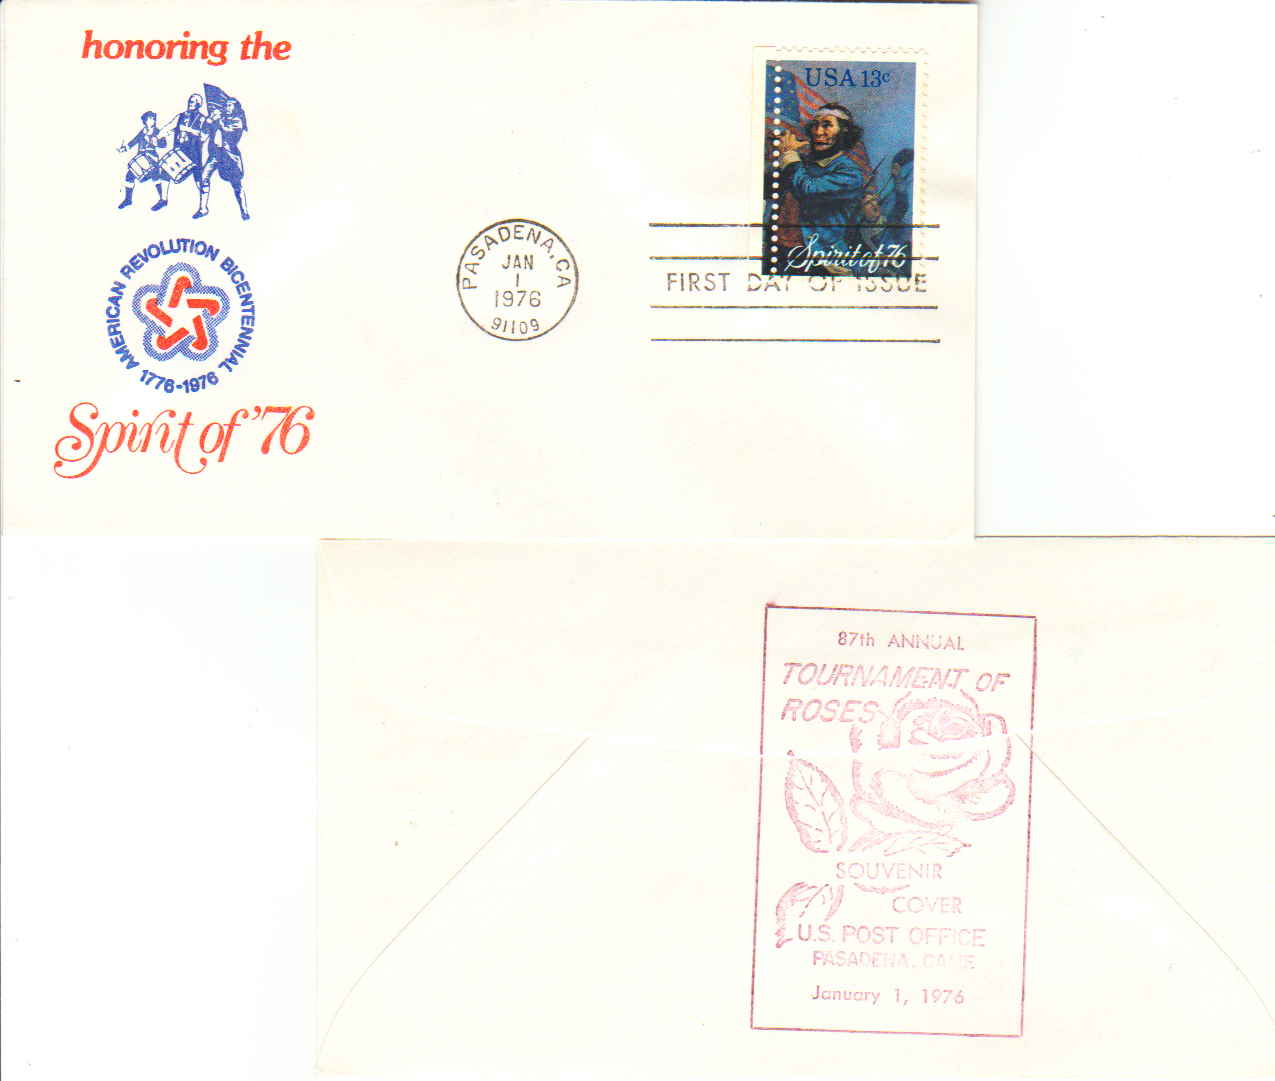 honoring the
AMERICAN REVOLUTION BICENTENNIAL
1776-1976
Spirit of '76
PASADENA, CA
JAN
1
1976
91109
USA 13c
Spirit of 76
FIRST DAY OF ISSUE
87th ANNUAL
TOURNAMENT OF
ROSES
SOUVENIR
COVER
U.S. POST OFFICE
PASADENA, CALIF
January 1, 1976